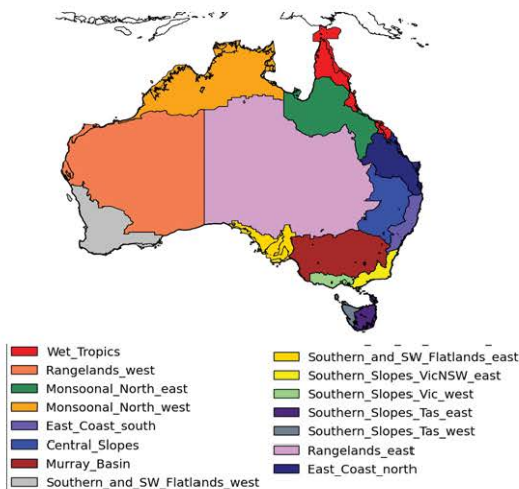 Wet_Tropics
Rangelands_west
Monsoonal_North_east
Monsoonal_North_west
East_Coast_south
Central_Slopes
Murray_Basin
Southern_and_SW_Flatlands_west
Southern_and_SW_Flatlands_east
Southern_Slopes_VicNSW_east
Southern_Slopes_Vic_west
Southern_Slopes_Tas_east
Southern_Slopes_Tas_west
Rangelands_east
East_Coast_north